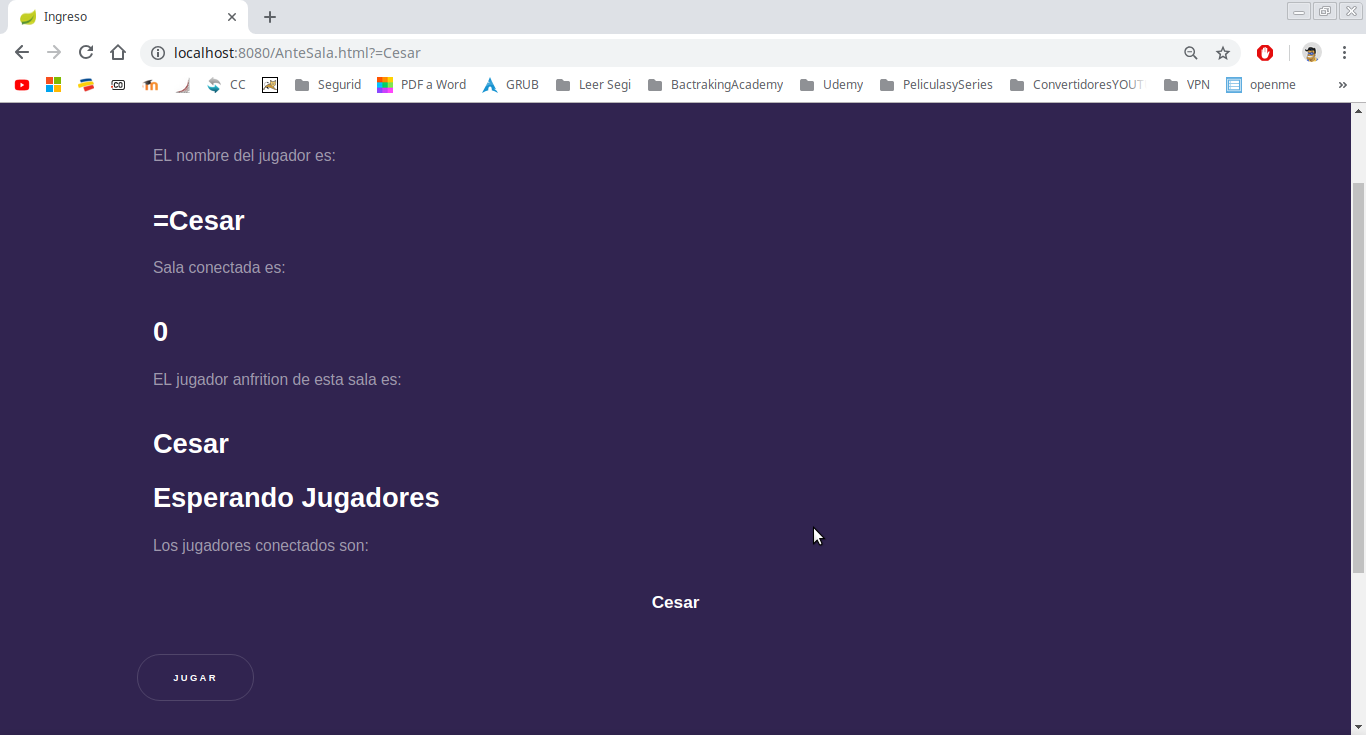 Ingreso
localhost:8080/AnteSala.html?=Cesar
CC Segurid PDF a Word GRUB Leer Segi BactrakingAcademy Udemy PeliculasySeries ConvertidoresYOUT VPN openme »
EL nombre del jugador es:
=Cesar
Sala conectada es:
0
EL jugador anfrition de esta sala es:
Cesar
Esperando Jugadores
Los jugadores conectados son:
Cesar
JUGAR